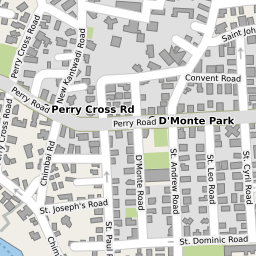 Saint Joh
New Kantwadi Road
Perry Cross Road
Convent Road
Perry Road
Perry Cross Rd
Perry Road
D'Monte Park
Cross Road
Chimbai Rd
D'Monte Road
St. Andrew Road
St. Leo Road
St. Cyril Road
St. Joseph's Road
St. Paul R
Chim
St. Dominic Road